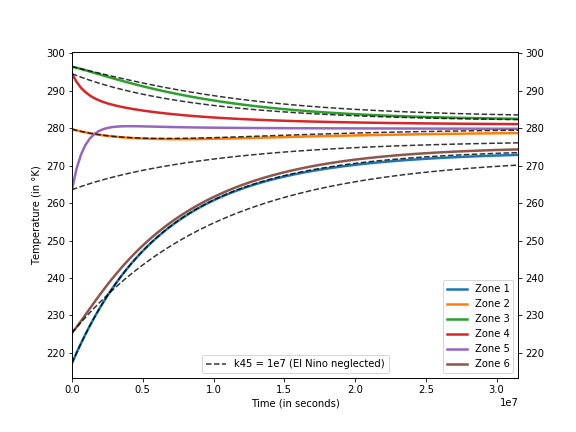 300
290
280
270
260
250
240
230
220
Temperature (in °K)
300
290
280
270
260
250
240
230
220
Zone 1
Zone 2
Zone 3
Zone 4
Zone 5
Zone 6
k45 = 1e7 (El Nino neglected)
0.0 0.5 1.0 1.5 2.0 2.5 3.0
1e7
Time (in seconds)